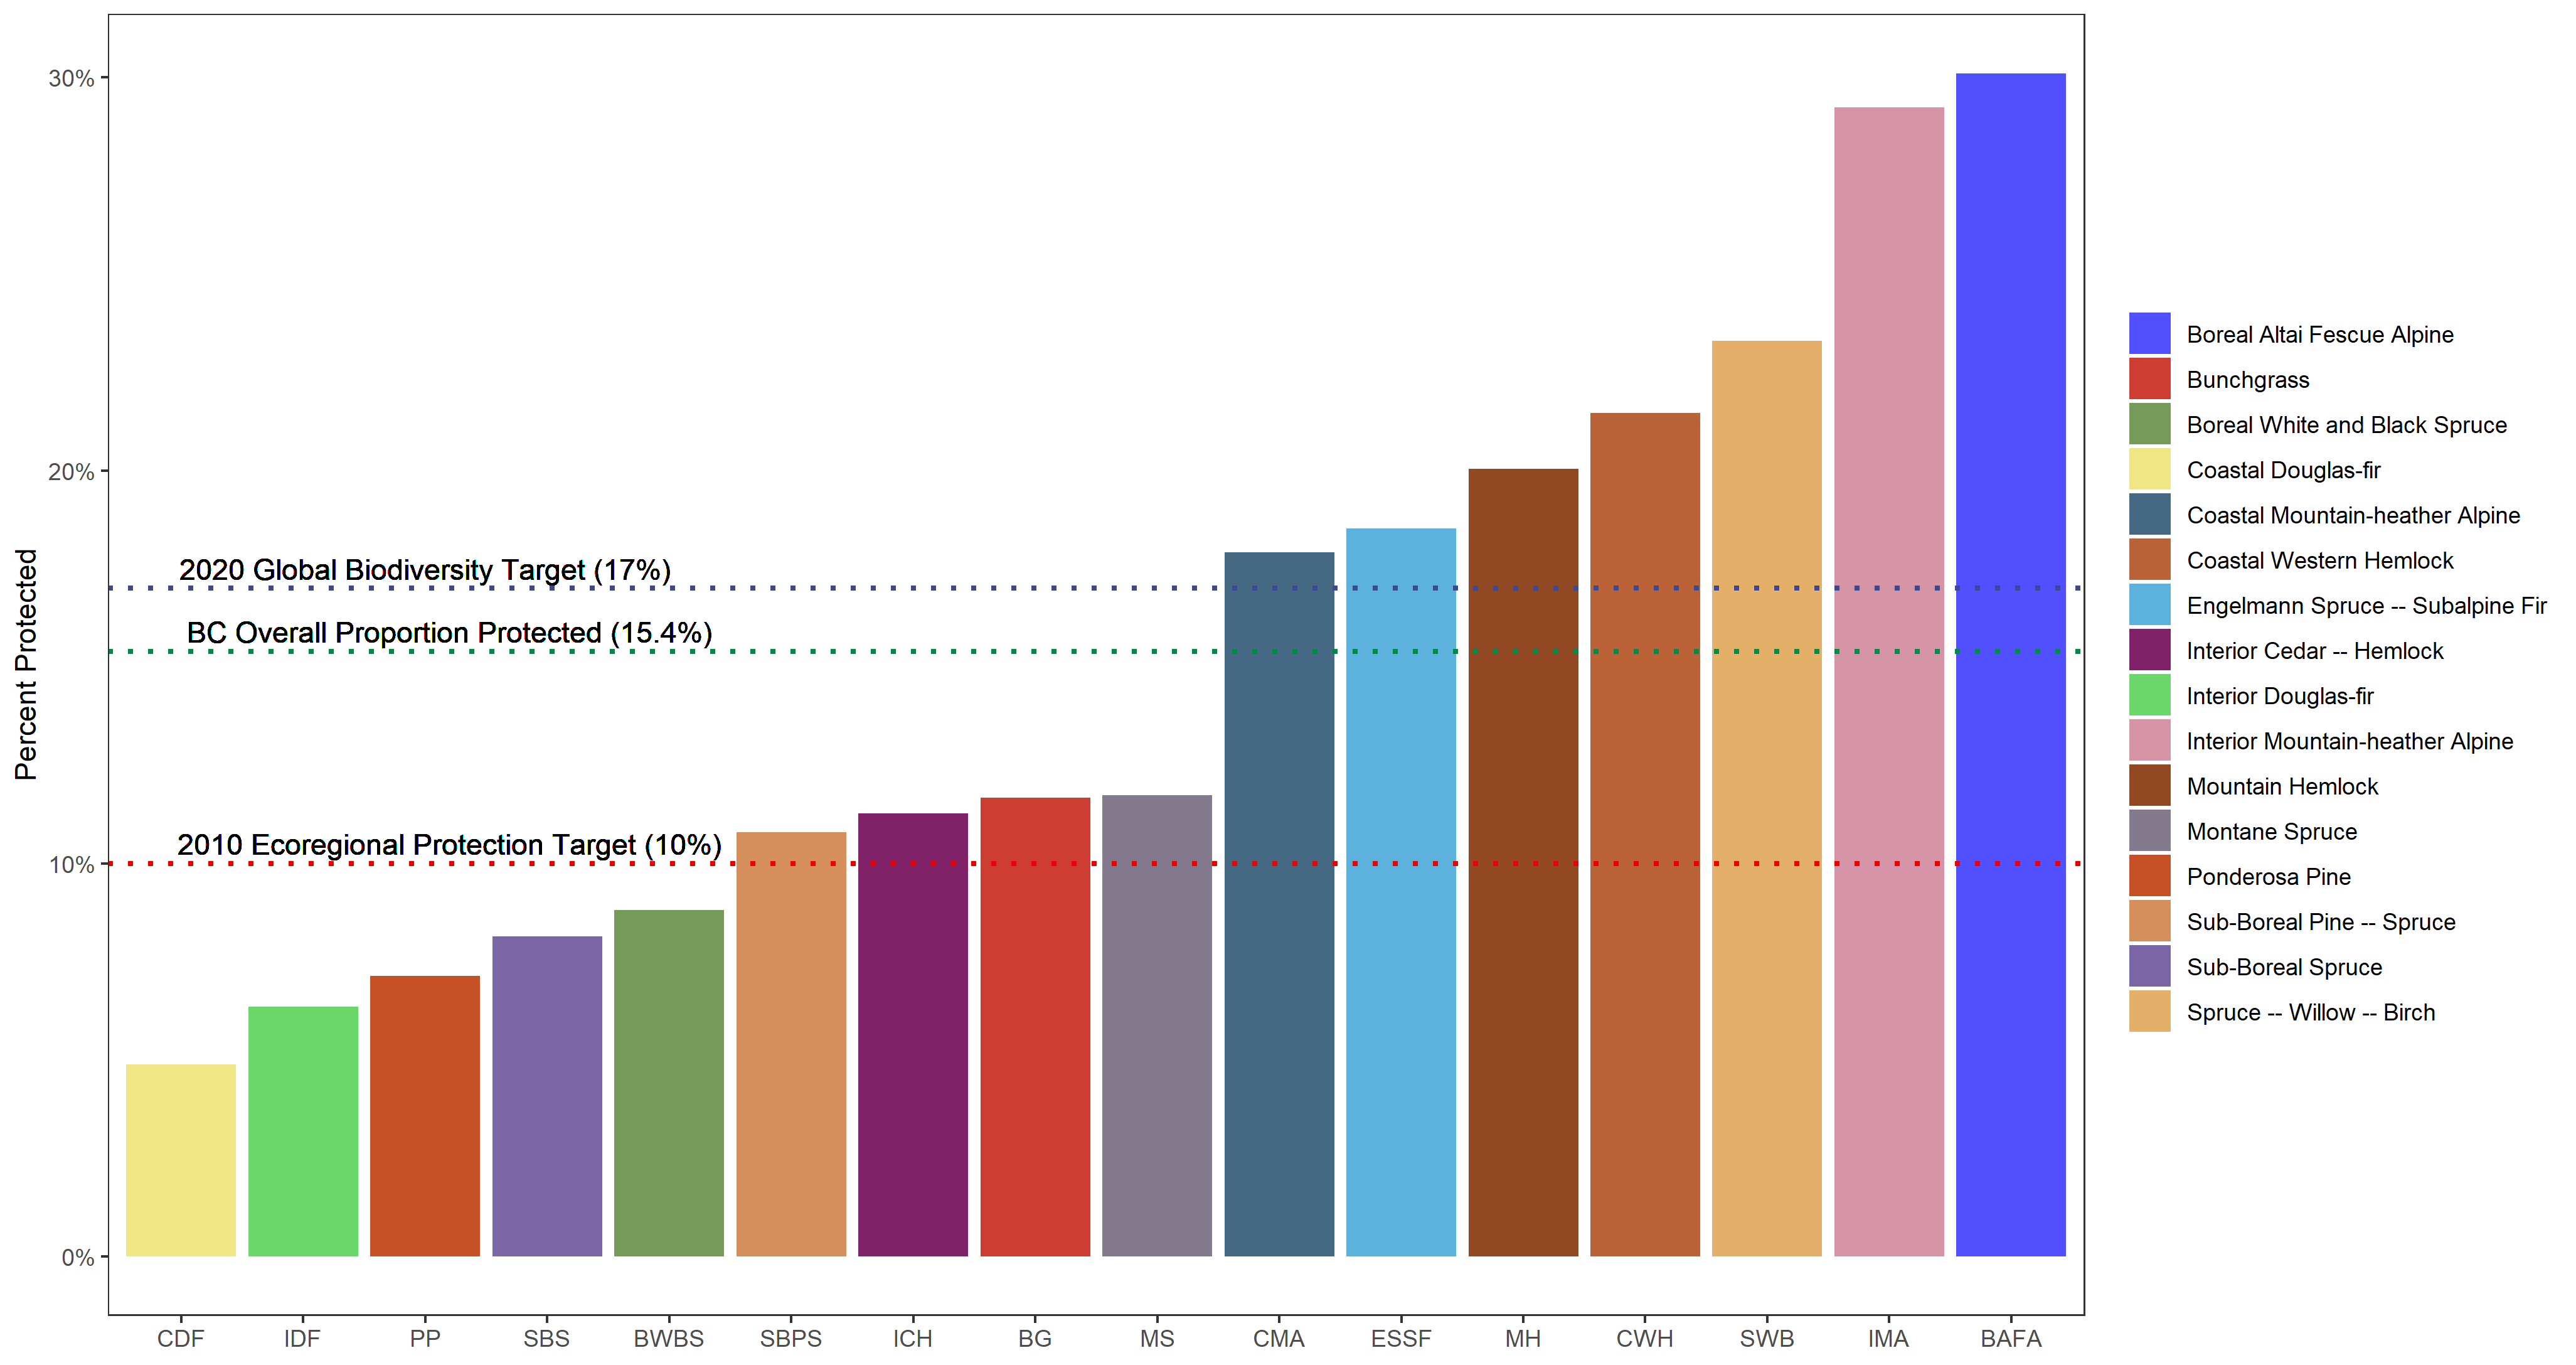 30%
20%
10%
0%
Percent Protected
2020 Global Biodiversity Target (17%)
BC Overall Proportion Protected (15.4%)
2010 Ecoregional Protection Target (10%)
CDF IDF PP SBS BWBS SBPS ICH BG MS CMA ESSF MH CWH SWB IMA BAFA
Boreal Altai Fescue Alpine
Bunchgrass
Boreal White and Black Spruce
Coastal Douglas-fir
Coastal Mountain-heather Alpine
Coastal Western Hemlock
Engelmann Spruce -- Subalpine Fir
Interior Cedar -- Hemlock
Interior Douglas-fir
Interior Mountain-heather Alpine
Mountain Hemlock
Montane Spruce
Ponderosa Pine
Sub-Boreal Pine -- Spruce
Sub-Boreal Spruce
Spruce -- Willow -- Birch